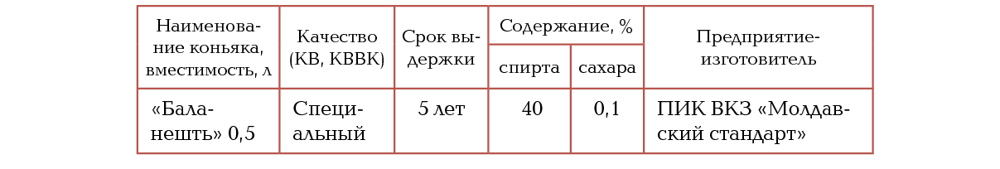 Наименова-
ние коньяка,
вместимость, л
Качество
(КВ, КВВК)
Срок вы-
держки
Содержание, %
спирта
сахара
Предприятие-
изготовитель
«Бала-
нешть» 0,5
Специ-
альный
5 лет
40
0,1
ПИК ВКЗ «Молдав-
ский стандарт»